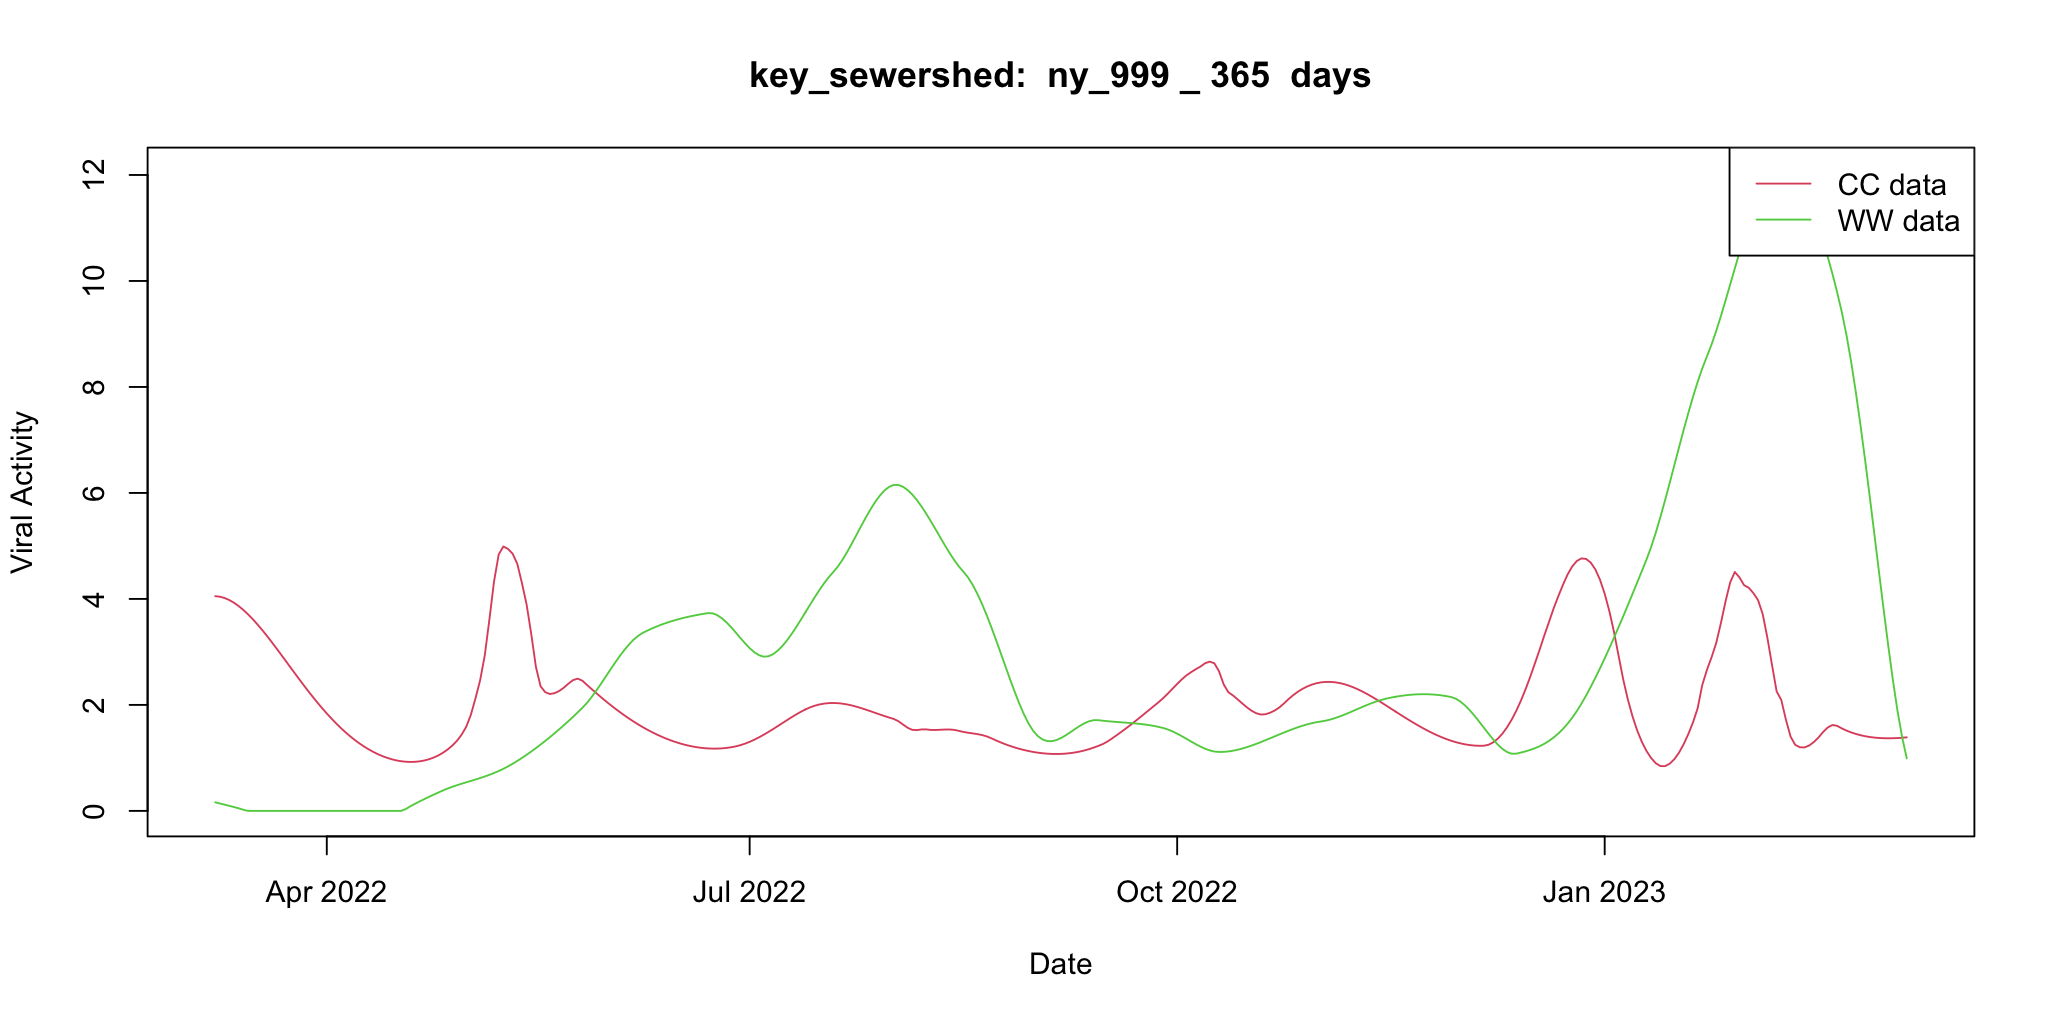 key_sewershed:  ny_999 _ 365  days
12
10
8
6
4
2
0
Viral Activity
CC data
WW data
Apr 2022
Jul 2022
Oct 2022
Jan 2023
Date